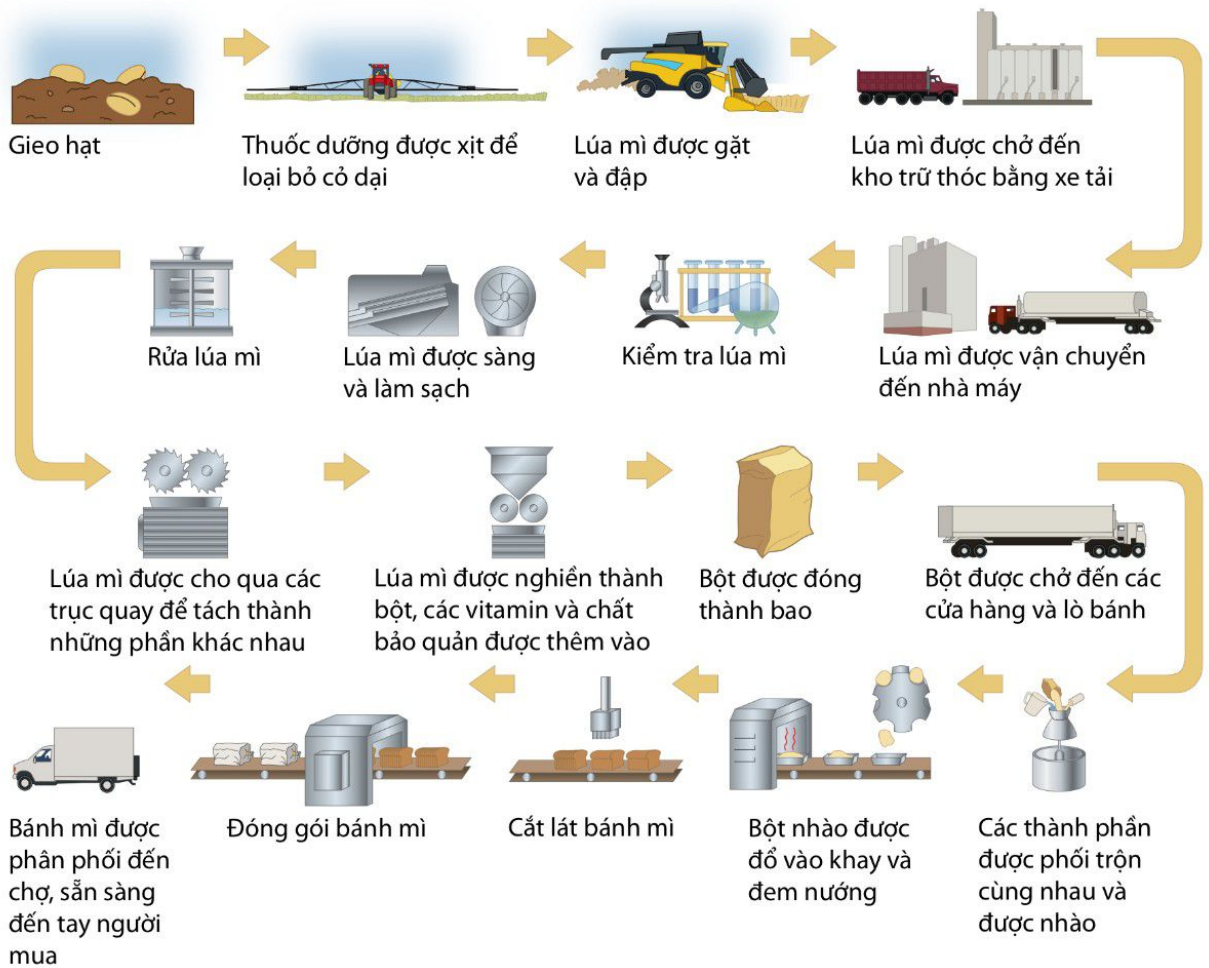 Gieo hạt
Thuốc dưỡng được xịt để
loại bỏ cỏ dại
Lúa mì được gặt
và đập
Lúa mì được chở đến
kho trữ thóc bằng xe tải
Lúa mì được vận chuyển
đến nhà máy
Kiểm tra lúa mì
Lúa mì được sàng
và làm sạch
Rửa lúa mì
Lúa mì được cho qua các
trục quay để tách thành
những phần khác nhau
Lúa mì được nghiền thành
bột, các vitamin và chất
bảo quản được thêm vào
Bột được đóng
thành bao
Bột được chở đến các
cửa hàng và lò bánh
Các thành phần
được phối trộn
cùng nhau và
được nhào
Bột nhào được
đổ vào khay và
đem nướng
Cắt lát bánh mì
Đóng gói bánh mì
Bánh mì được
phân phối đến
chợ, sẵn sàng
đến tay người
mua